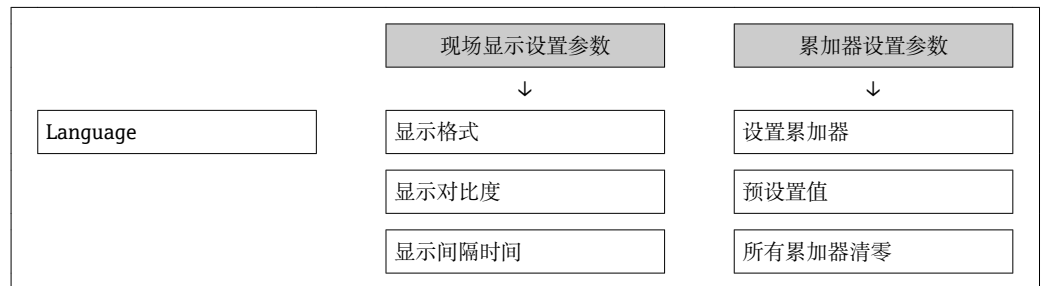 现场显示设置参数
累加器设置参数
↓
↓
Language
显示格式
设置累加器
显示对比度
预设置值
显示间隔时间
所有累加器清零